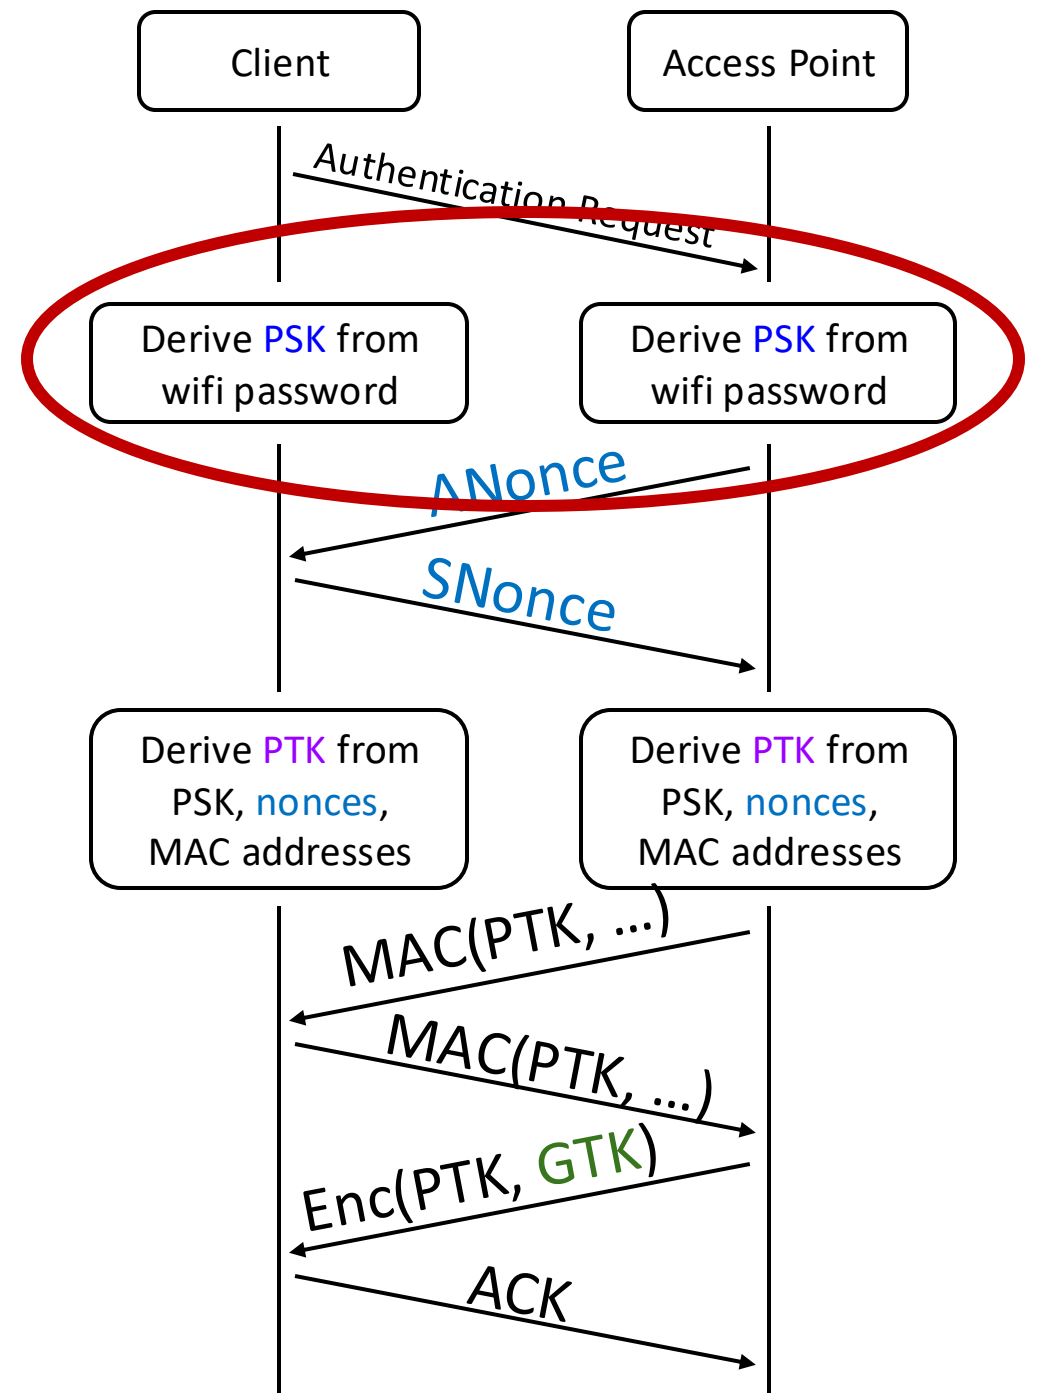 Client
Access Point
Authentication Request
Derive PSK from
wifi password
Derive PSK from
wifi password
ANonce
SNonce
Derive PTK from
PSK, nonces,
MAC addresses
Derive PTK from
PSK, nonces,
MAC addresses
MAC(PTK, ...)
MAC(PTK, ...)
Enc(PTK, GTK)
ACK